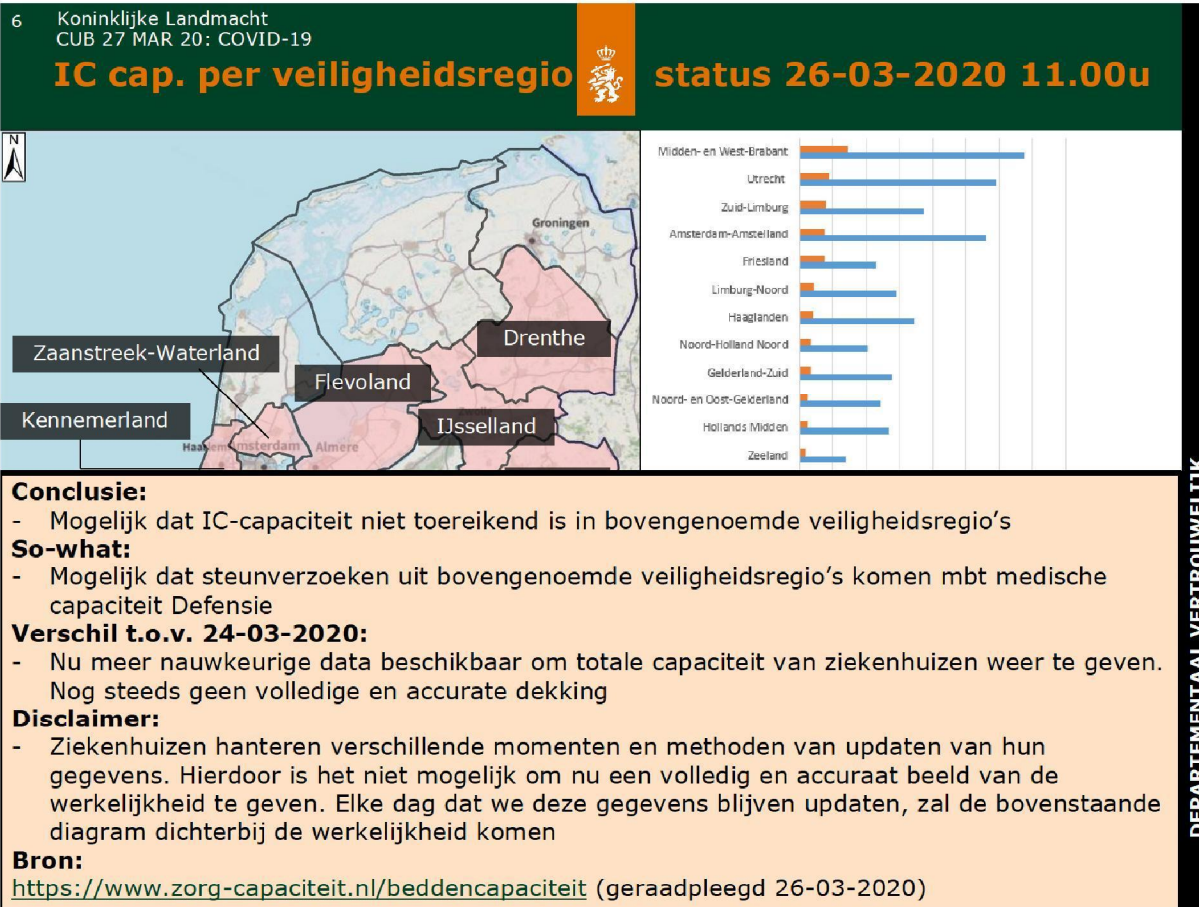 6
Koninklijke Landmacht
CUB 27 MAR 20: COVID-19
IC cap. per veiligheidsregio status 26-03-2020 11.00u
N
Groningen
Drenthe
Zaanstreek-Waterland
Flevoland
Kennemerland
IJsselland
Haarlem
Amsterdam
Almere
Midden- en West-Brabant
Utrecht
Zuid-Limburg
Amsterdam-Amstelland
Friesland
Limburg-Noord
Haaglanden
Noord-Holland Noord
Gelderland-Zuid
Noord- en Oost-Gelderland
Hollands Midden
Zeeland
Conclusie:
- Mogelijk dat IC-capaciteit niet toereikend is in bovengenoemde veiligheidsregio's
So-what:
- Mogelijk dat steunverzoeken uit bovengenoemde veiligheidsregio's komen mbt medische
capaciteit Defensie
Verschil t.o.v. 24-03-2020:
- Nu meer nauwkeurige data beschikbaar om totale capaciteit van ziekenhuizen weer te geven.
Nog steeds geen volledige en accurate dekking
Disclaimer:
- Ziekenhuizen hanteren verschillende momenten en methoden van updaten van hun
gegevens. Hierdoor is het niet mogelijk om nu een volledig en accuraat beeld van de
werkelijkheid te geven. Elke dag dat we deze gegevens blijven updaten, zal de bovenstaande
diagram dichterbij de werkelijkheid komen
Bron:
https://www.zorg-capaciteit.nl/beddencapaciteit (geraadpleegd 26-03-2020)
DEPARTEMENTAAL VERTROUWELIJK